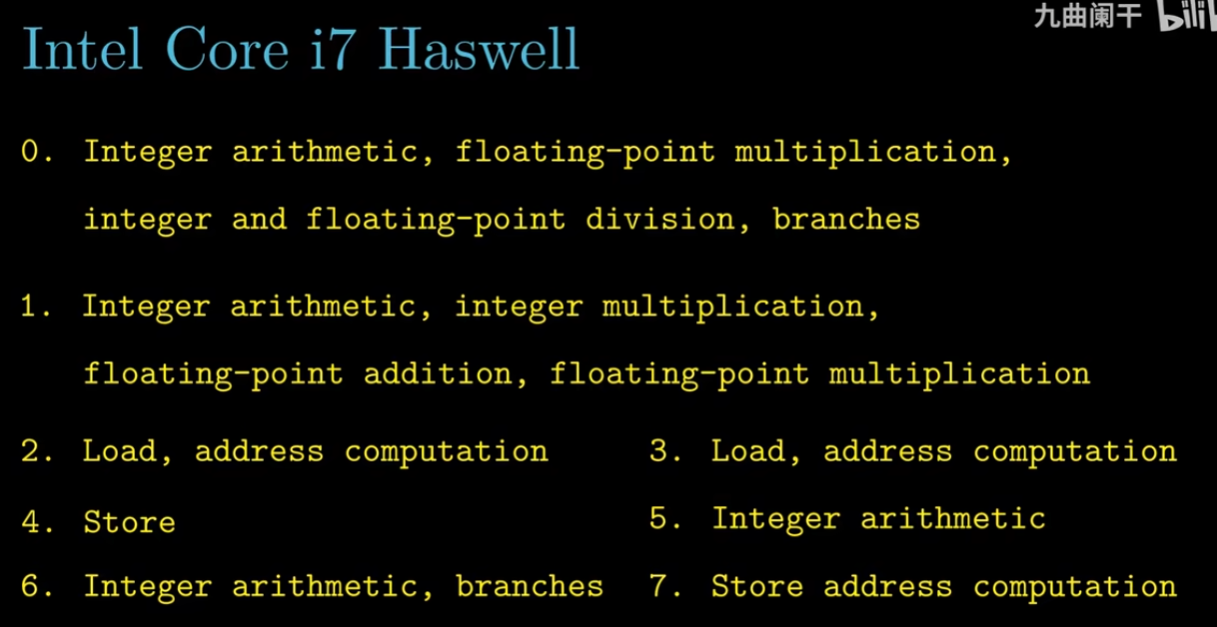 九曲阑干
Intel Core i7 Haswell
0. Integer arithmetic, floating-point multiplication,
integer and floating-point division, branches
1. Integer arithmetic, integer multiplication,
floating-point addition, floating-point multiplication
2. Load, address computation
3. Load, address computation
4. Store
5. Integer arithmetic
6. Integer arithmetic, branches
7. Store address computation